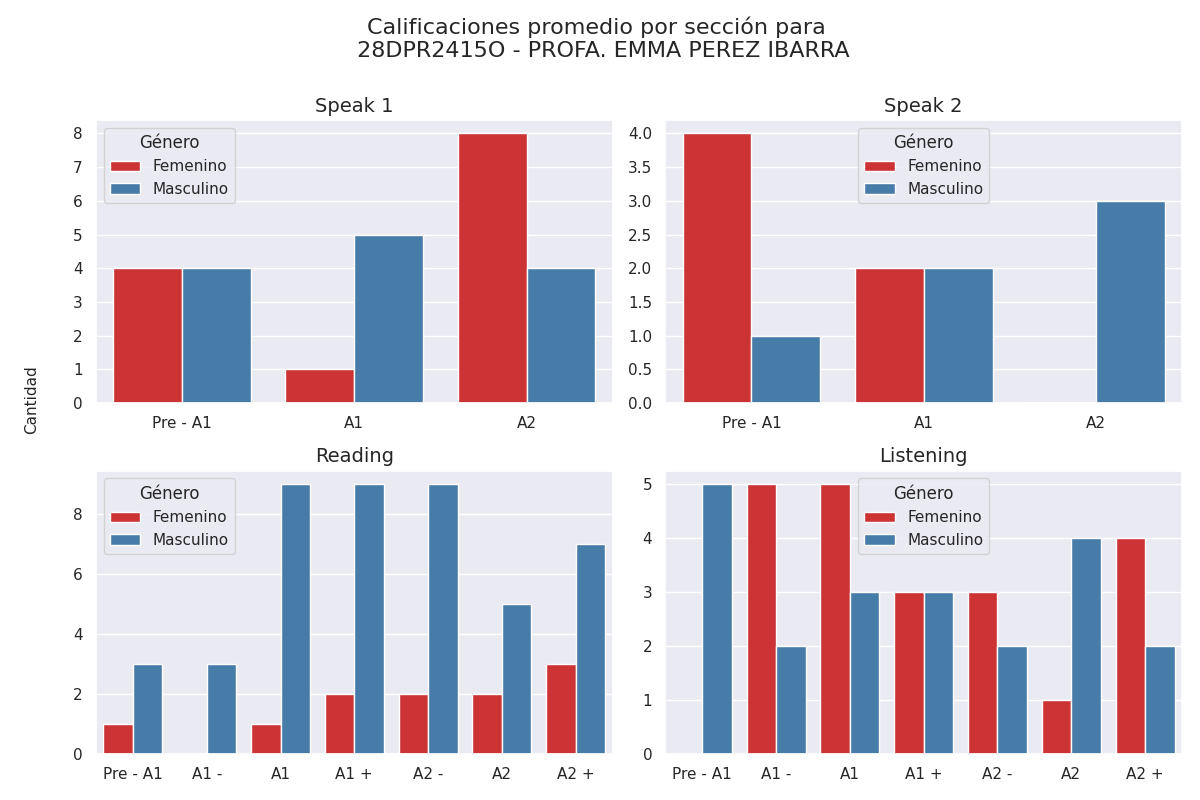 Calificaciones promedio por sección para
28DPR2415O - PROFA. EMMA PEREZ IBARRA
Cantidad
Speak 1
Género
Femenino
Masculino
8
7
6
5
4
3
2
1
0
Pre - A1 A1 A2
Speak 2
Género
Femenino
Masculino
4.0
3.5
3.0
2.5
2.0
1.5
1.0
0.5
0.0
Pre - A1 A1 A2
Reading
Género
Femenino
Masculino
8
6
4
2
0
Pre - A1 A1 - A1 A1 + A2 - A2 A2 +
Listening
Género
Femenino
Masculino
5
4
3
2
1
0
Pre - A1 A1 - A1 A1 + A2 - A2 A2 +